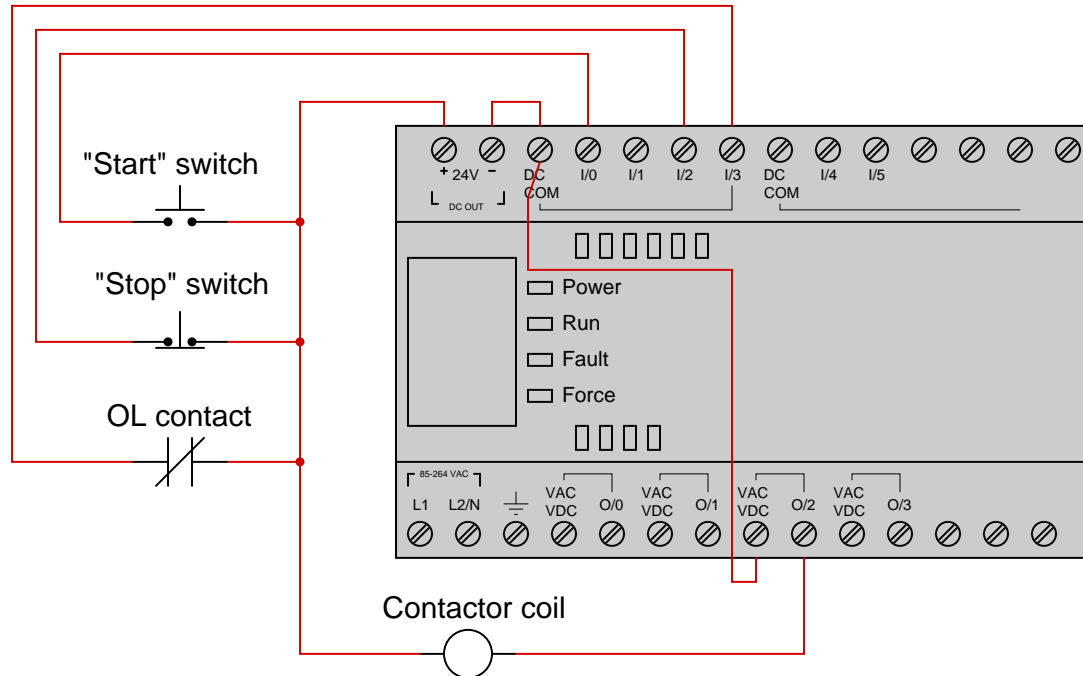 "Start" switch
"Stop" switch
OL contact
+ 24V -
DC OUT
DC
COM
I/0
I/1
I/2
I/3
DC
COM
I/4
I/5
Power
Run
Fault
Force
85-264 VAC
L1
L2/N
VAC
VDC
O/0
VAC
VDC
O/1
VAC
VDC
O/2
VAC
VDC
O/3
Contactor coil